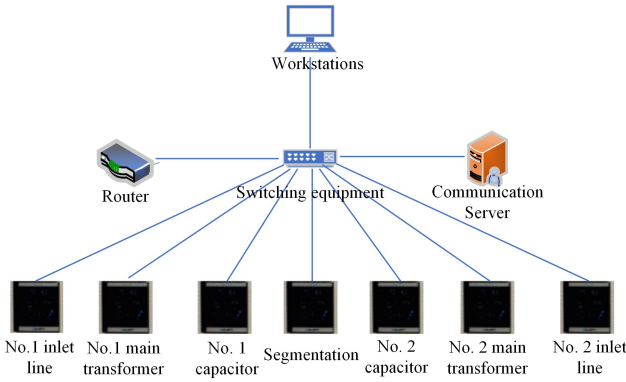 Workstations
Router
Switching equipment
Communication
Server
No.1 inlet
line
No.1 main
transformer
No. 1
capacitor
Segmentation
No. 2
capacitor
No. 2 main
transformer
No. 2 inlet
line